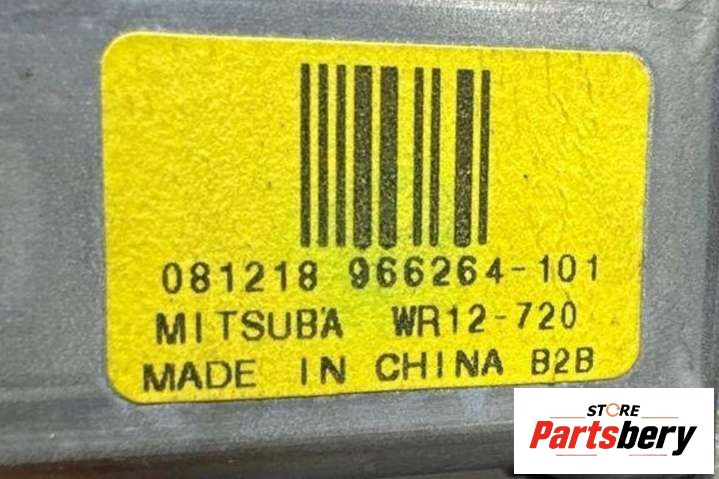 081218 966264-101
MITSUBA WR12-720
MADE IN CHINA B2B
STORE
Partsbery